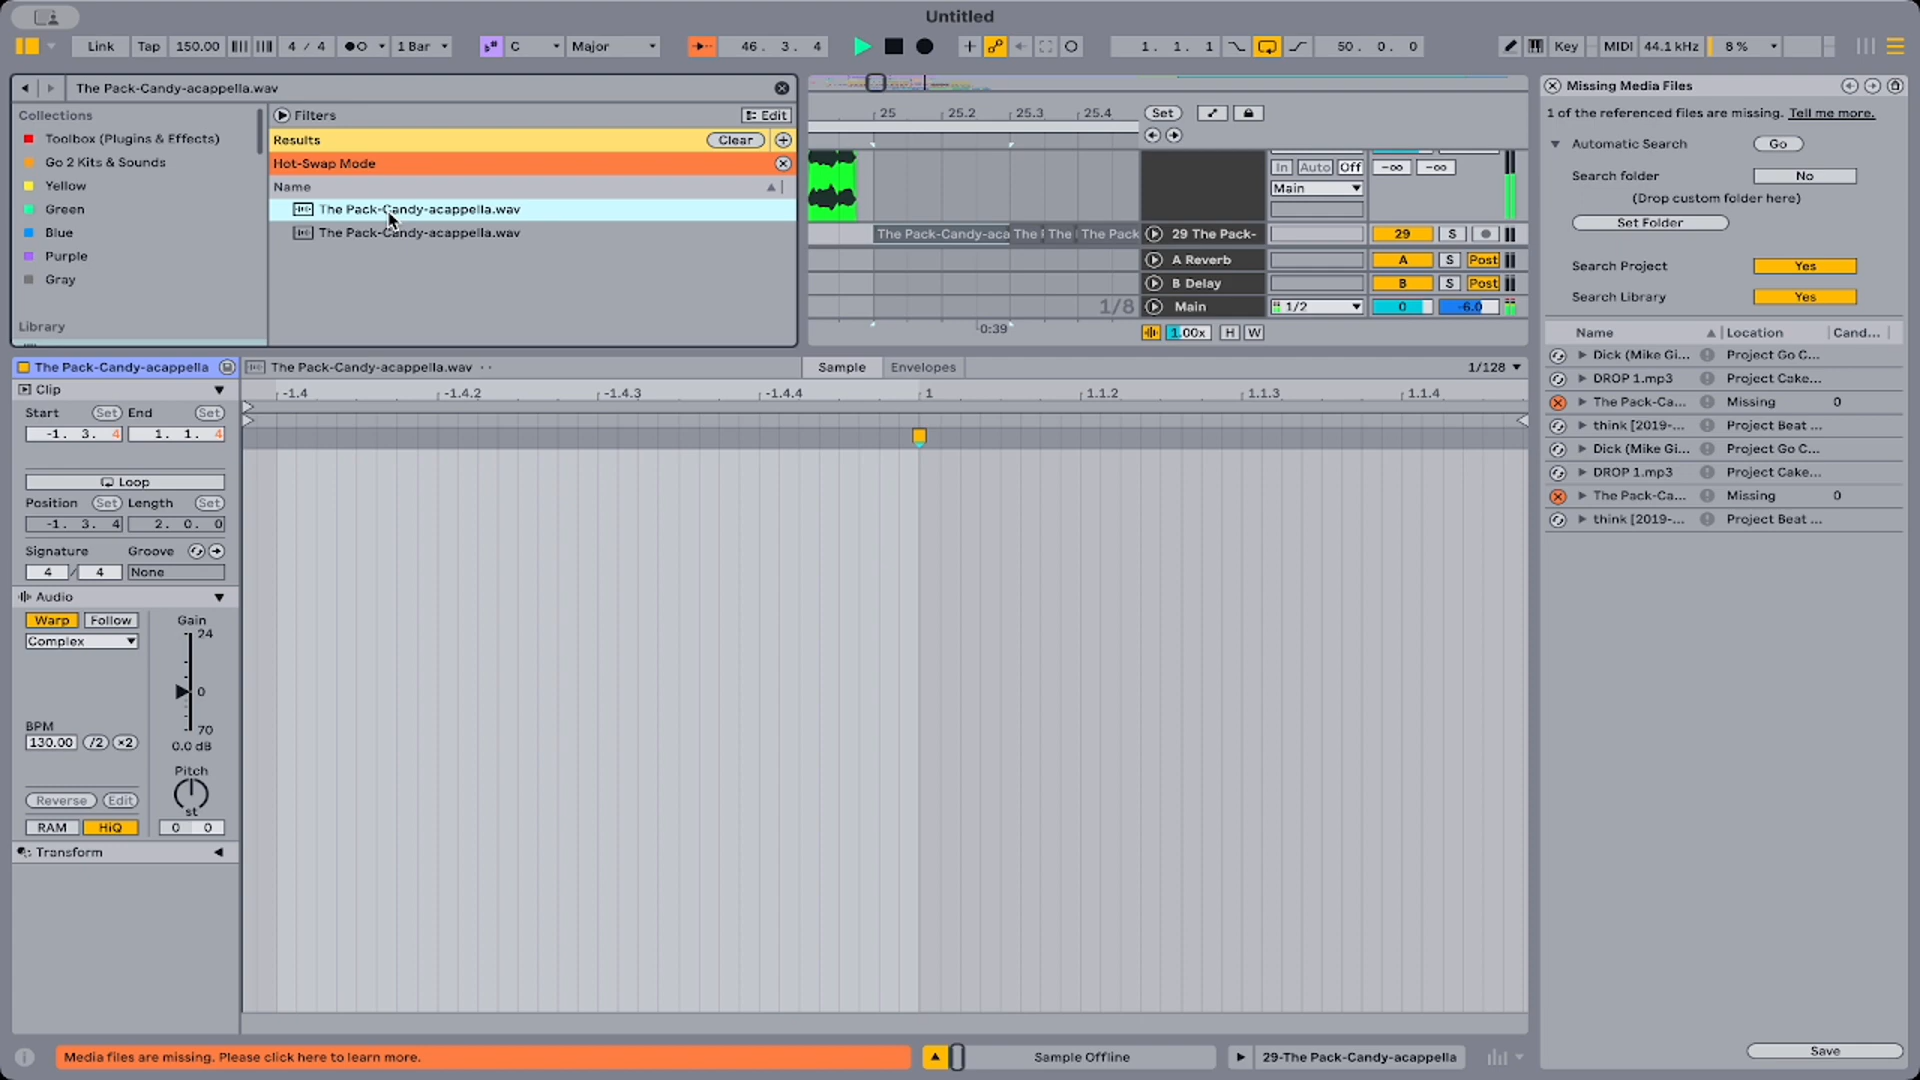 Untitled
Link Tap 150.00 4 / 4 1 Bar C Major 46. 3. 4 1. 1. 1 50. 0. 0 Key MIDI 44.1 kHz 8 %
The Pack-Candy-acappella.wav
Collections
Toolbox (Plugins & Effects)
Go 2 Kits & Sounds
Yellow
Green
Blue
Purple
Gray
Library
Filters Edit
Results Clear
Hot-Swap Mode
Name
The Pack-Candy-acappella.wav
The Pack-Candy-acappella.wav
25 25.2 25.3 25.4 Set
In Auto Off -∞ -∞
Main
The Pack-Candy-aca The The The Pack 29 The Pack- 29 S
A Reverb A S Post
B Delay B S Post
1/8 Main 1/2 0 -6.0
0:39 1.00x H W
Missing Media Files
1 of the referenced files are missing. Tell me more.
Automatic Search Go
Search folder No
(Drop custom folder here)
Set Folder
Search Project Yes
Search Library Yes
Name Location Cand...
Dick (Mike Gi... Project Go C...
DROP 1.mp3 Project Cake...
The Pack-Ca... Missing 0
think [2019-... Project Beat ...
Dick (Mike Gi... Project Go C...
DROP 1.mp3 Project Cake...
The Pack-Ca... Missing 0
think [2019-... Project Beat ...
Save
The Pack-Candy-acappella
Clip
Start Set End Set
-1. 3. 4 1. 1. 4
Loop
Position Set Length Set
-1. 3. 4 2. 0. 0
Signature Groove
4 / 4 None
Audio
Warp Follow Gain
Complex 24
0
70
0.0 dB
BPM
130.00 /2 ×2
Pitch
st
Reverse Edit
RAM HiQ 0 0
Transform
The Pack-Candy-acappella.wav Sample Envelopes 1/128
-1.4 -1.4.2 -1.4.3 -1.4.4 1 1.1.2 1.1.3 1.1.4
Media files are missing. Please click here to learn more. Sample Offline 29-The Pack-Candy-acappella